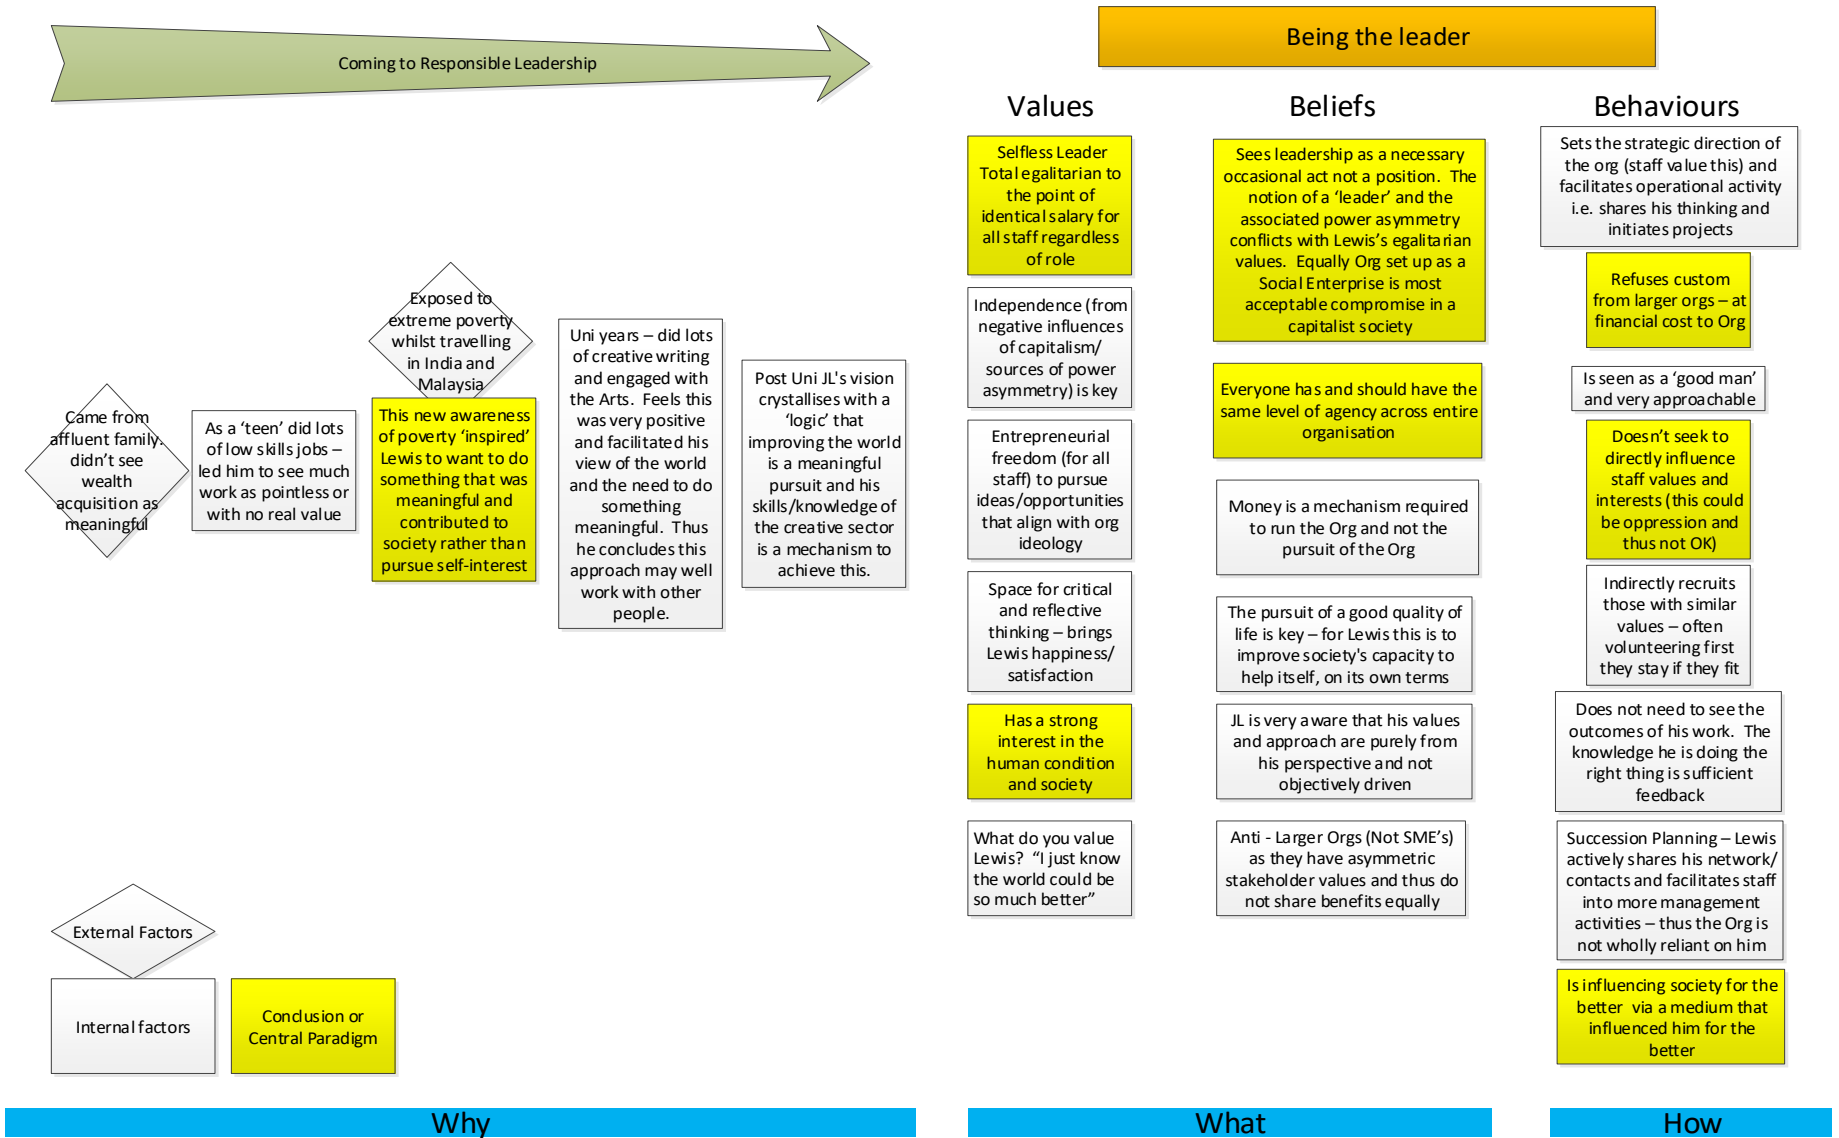 Coming to Responsible Leadership
Being the leader
Came from
affluent family.
didn't see
wealth
acquisition as
meaningful
As a ‘teen’ did lots
of low skills jobs –
led him to see much
work as pointless or
with no real value
Exposed to
extreme poverty
whilst travelling
in India and
Malaysia
This new awareness
of poverty ‘inspired’
Lewis to want to do
something that was
meaningful and
contributed to
society rather than
pursue self-interest
Uni years – did lots
of creative writing
and engaged with
the Arts.  Feels this
was very positive
and facilitated his
view of the world
and the need to do
something
meaningful.  Thus
he concludes this
approach may well
work with other
people.
Post Uni JL's vision
crystallises with a
‘logic’ that
improving the world
is a meaningful
pursuit and his
skills/knowledge of
the creative sector
is a mechanism to
achieve this.
External Factors
Internal factors
Conclusion or
Central Paradigm
Why
Values
Selfless Leader
Total egalitarian to
the point of
identical salary for
all staff regardless
of role
Independence (from
negative influences
of capitalism/
sources of power
asymmetry) is key
Entrepreneurial
freedom (for all
staff) to pursue
ideas/opportunities
that align with org
ideology
Space for critical
and reflective
thinking – brings
Lewis happiness/
satisfaction
Has a strong
interest in the
human condition
and society
What do you value
Lewis?  “I just know
the world could be
so much better”
Beliefs
Sees leadership as a necessary
occasional act not a position.  The
notion of a ‘leader’ and the
associated power asymmetry
conflicts with Lewis’s egalitarian
values.  Equally Org set up as a
Social Enterprise is most
acceptable compromise in a
capitalist society
Everyone has and should have the
same level of agency across entire
organisation
Money is a mechanism required
to run the Org and not the
pursuit of the Org
The pursuit of a good quality of
life is key – for Lewis this is to
improve society's capacity to
help itself, on its own terms
JL is very aware that his values
and approach are purely from
his perspective and not
objectively driven
Anti - Larger Orgs (Not SME’s)
as they have asymmetric
stakeholder values and thus do
not share benefits equally
What
Behaviours
Sets the strategic direction of
the org (staff value this) and
facilitates operational activity
i.e. shares his thinking and
initiates projects
Refuses custom
from larger orgs – at
financial cost to Org
Is seen as a ‘good man’
and very approachable
Doesn’t seek to
directly influence
staff values and
interests (this could
be oppression and
thus not OK)
Indirectly recruits
those with similar
values – often
volunteering first
they stay if they fit
Does not need to see the
outcomes of his work.  The
knowledge he is doing the
right thing is sufficient
feedback
Succession Planning – Lewis
actively shares his network/
contacts and facilitates staff
into more management
activities – thus the Org is
not wholly reliant on him
Is influencing society for the
better  via a medium that
influenced him for the
better
How